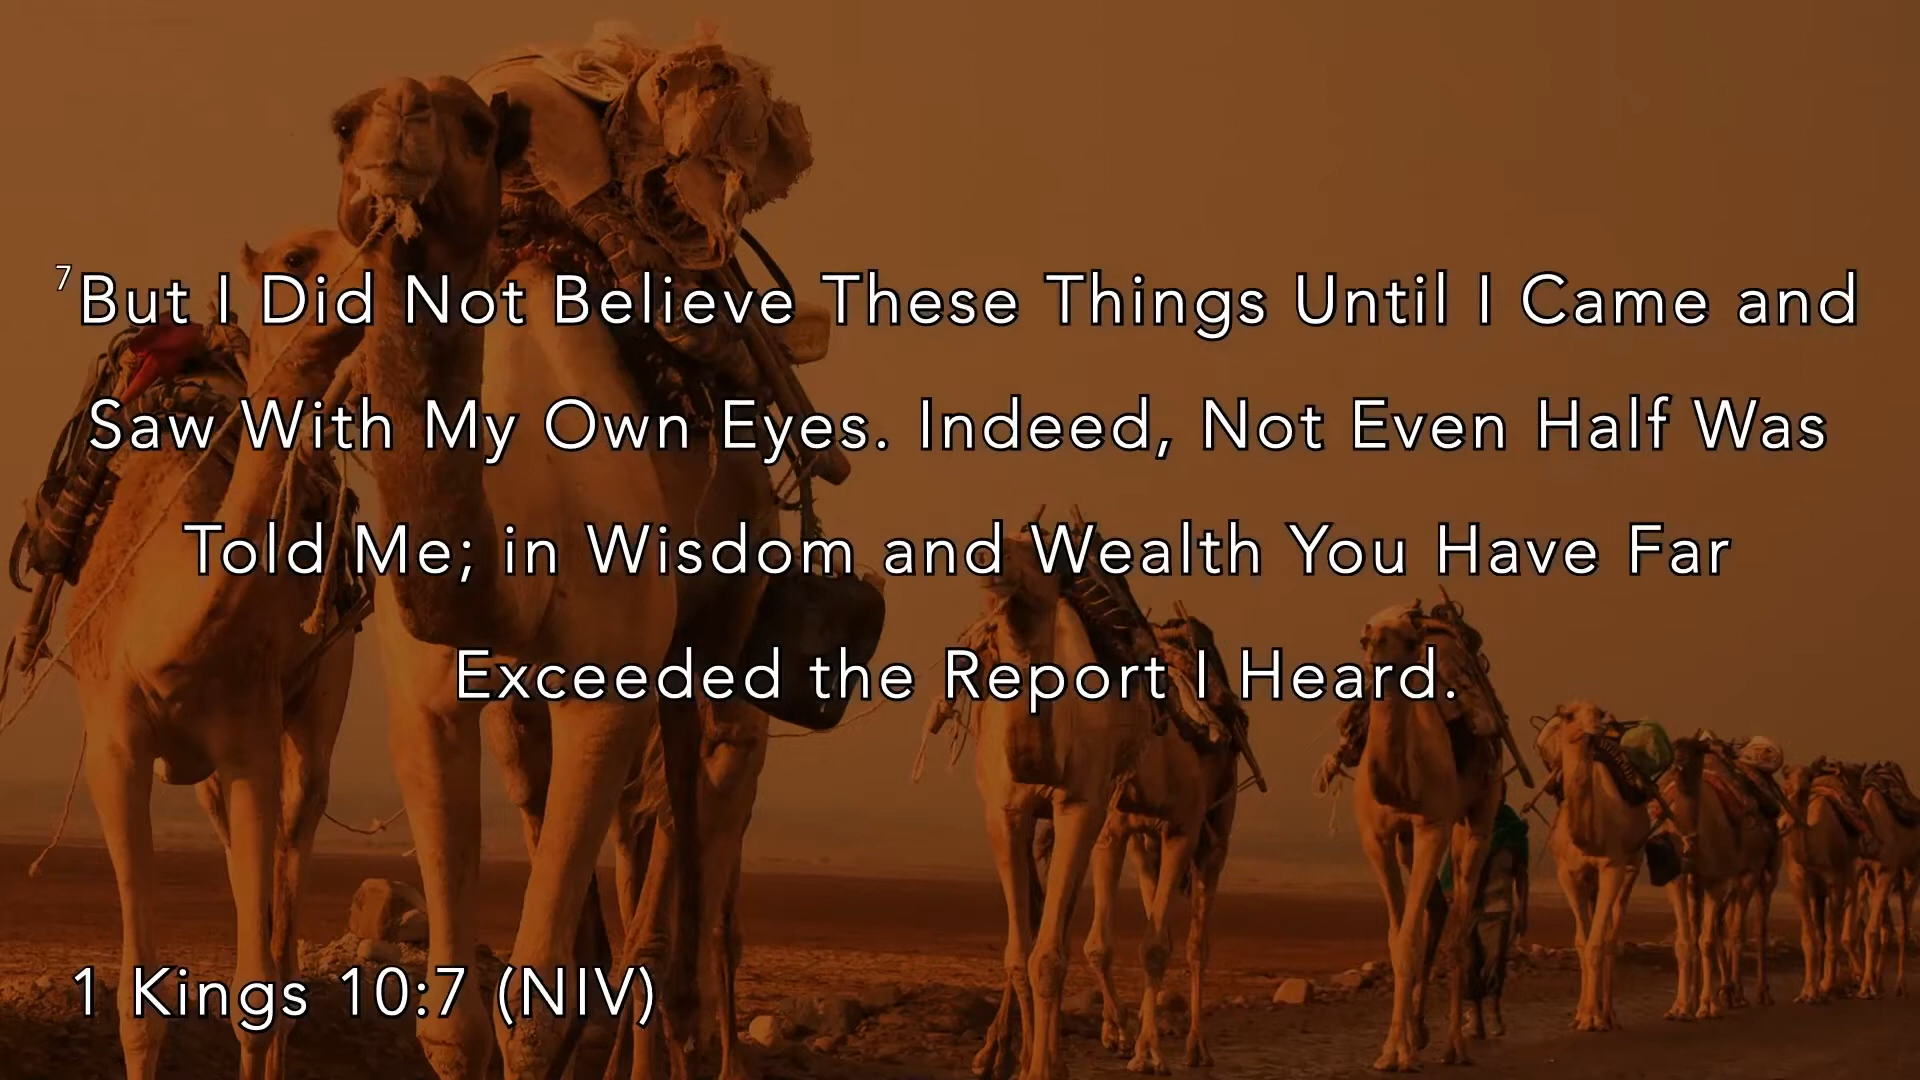 7But I Did Not Believe These Things Until I Came and
Saw With My Own Eyes. Indeed, Not Even Half Was
Told Me; in Wisdom and Wealth You Have Far
Exceeded the Report I Heard.
1 Kings 10:7 (NIV)